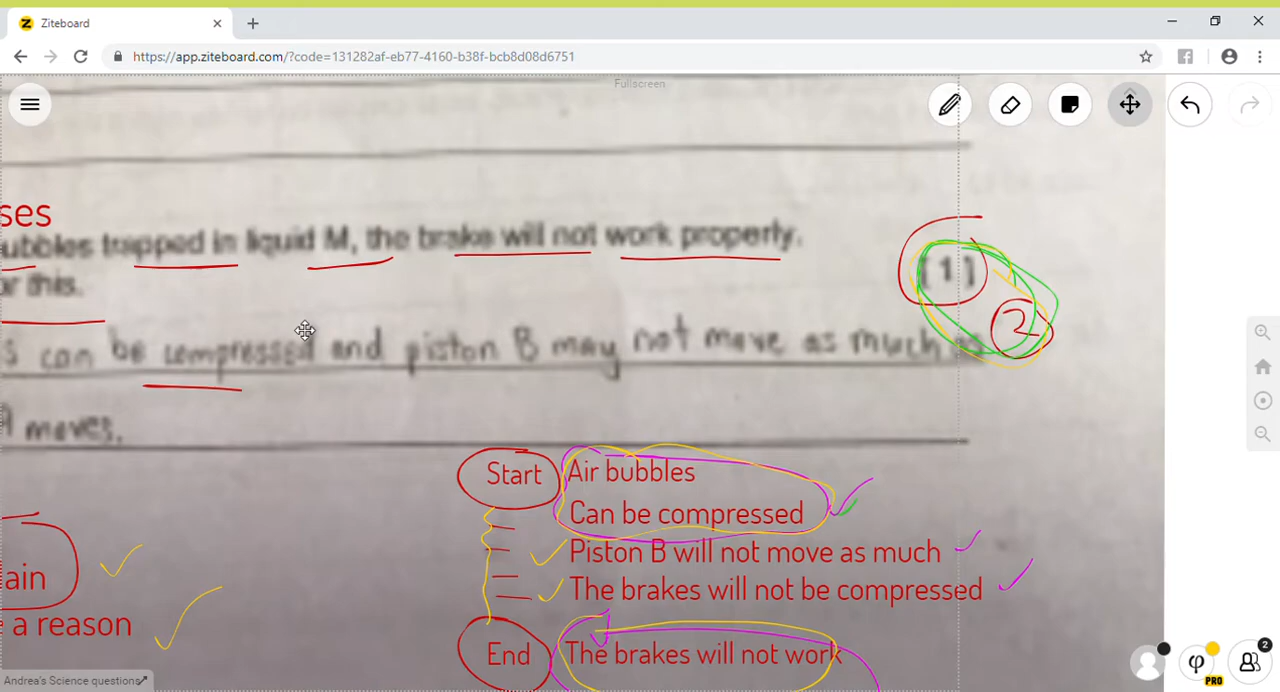 Ziteboard
https://app.ziteboard.com/?code=131282af-eb77-4160-b38f-bcb8d08d6751
Fullscreen
ses
ubbles trapped in liquid M, the brake will not work properly.
[1]
or this.
2
s can be compressed and piston B may not move as much as
A moves.
Start
Air bubbles
Can be compressed
Piston B will not move as much
ain
The brakes will not be compressed
a reason
End
The brakes will not work
Andrea's Science questions
2
PRO